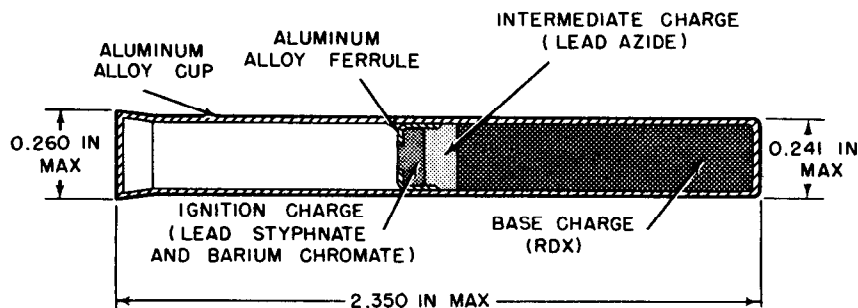 INTERMEDIATE CHARGE
(LEAD AZIDE)
ALUMINUM
ALLOY FERRULE
ALUMINUM
ALLOY CUP
0.260 IN
MAX
0.241 IN
MAX
IGNITION CHARGE
(LEAD STYPHNATE
AND BARIUM CHROMATE)
BASE CHARGE
(RDX)
2.350 IN MAX